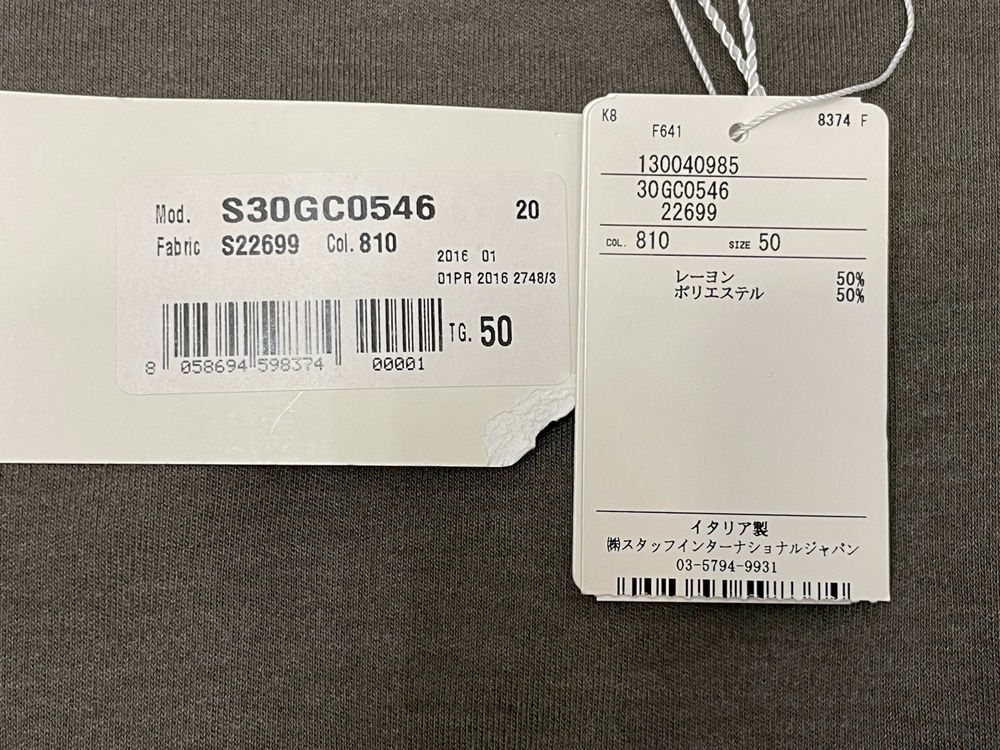 Mod. S30GC0546 20
Fabric S22699 Col. 810
2016 01
01PR 2016 2748/3
TG. 50
8 058694 598374 00001
K8 F641 8374 F
130040985
30GC0546
22699
COL. 810 SIZE 50
レーヨン 50%
ポリエステル 50%
イタリア製
㈱スタッフインターナショナルジャパン
03-5794-9931